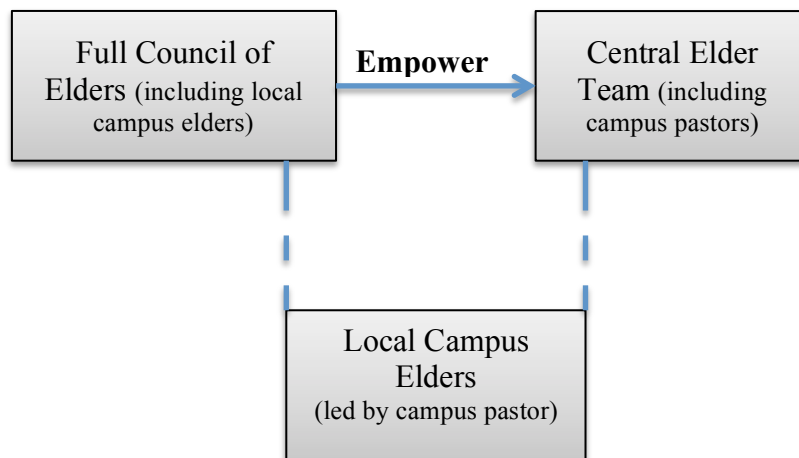 Full Council of
Elders (including local
campus elders)
Empower
Central Elder
Team (including
campus pastors)
Local Campus
Elders
(led by campus pastor)